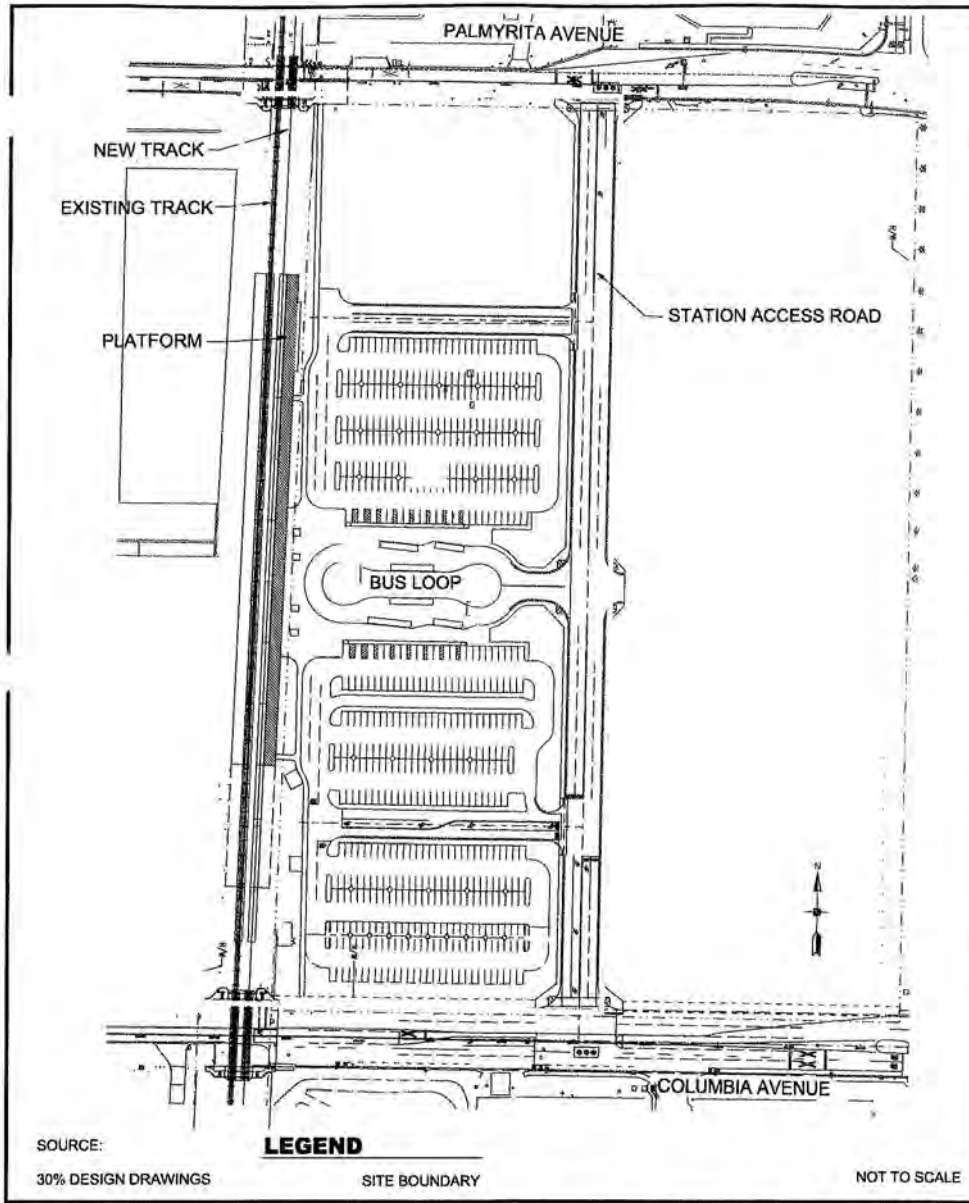 PALMYRITA AVENUE
NEW TRACK
EXISTING TRACK
R/W
STATION ACCESS ROAD
PLATFORM
BUS LOOP
N
R/W
R/W
COLUMBIA AVENUE
SOURCE:
LEGEND
30% DESIGN DRAWINGS
SITE BOUNDARY
NOT TO SCALE